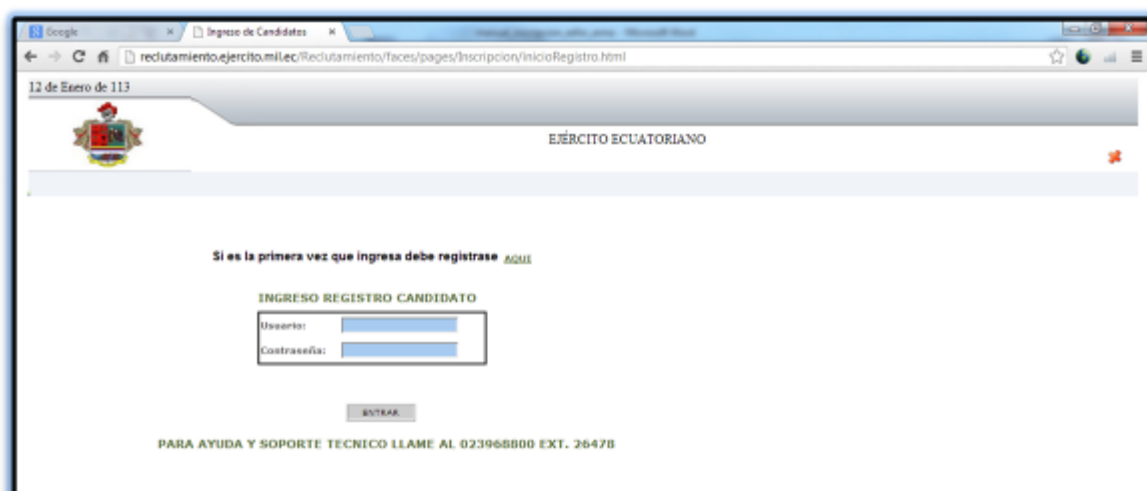 Google
Ingreso de Candidatos
reclutamiento.ejercito.mil.ec/Reclutamiento/faces/pages/Inscripcion/inicioRegistro.html
12 de Enero de 113
EJÉRCITO ECUATORIANO
Si es la primera vez que ingresa debe registrase AQUI
INGRESO REGISTRO CANDIDATO
Usuario:
Contraseña:
ENTRAR
PARA AYUDA Y SOPORTE TECNICO LLAME AL 023968800 EXT. 26478